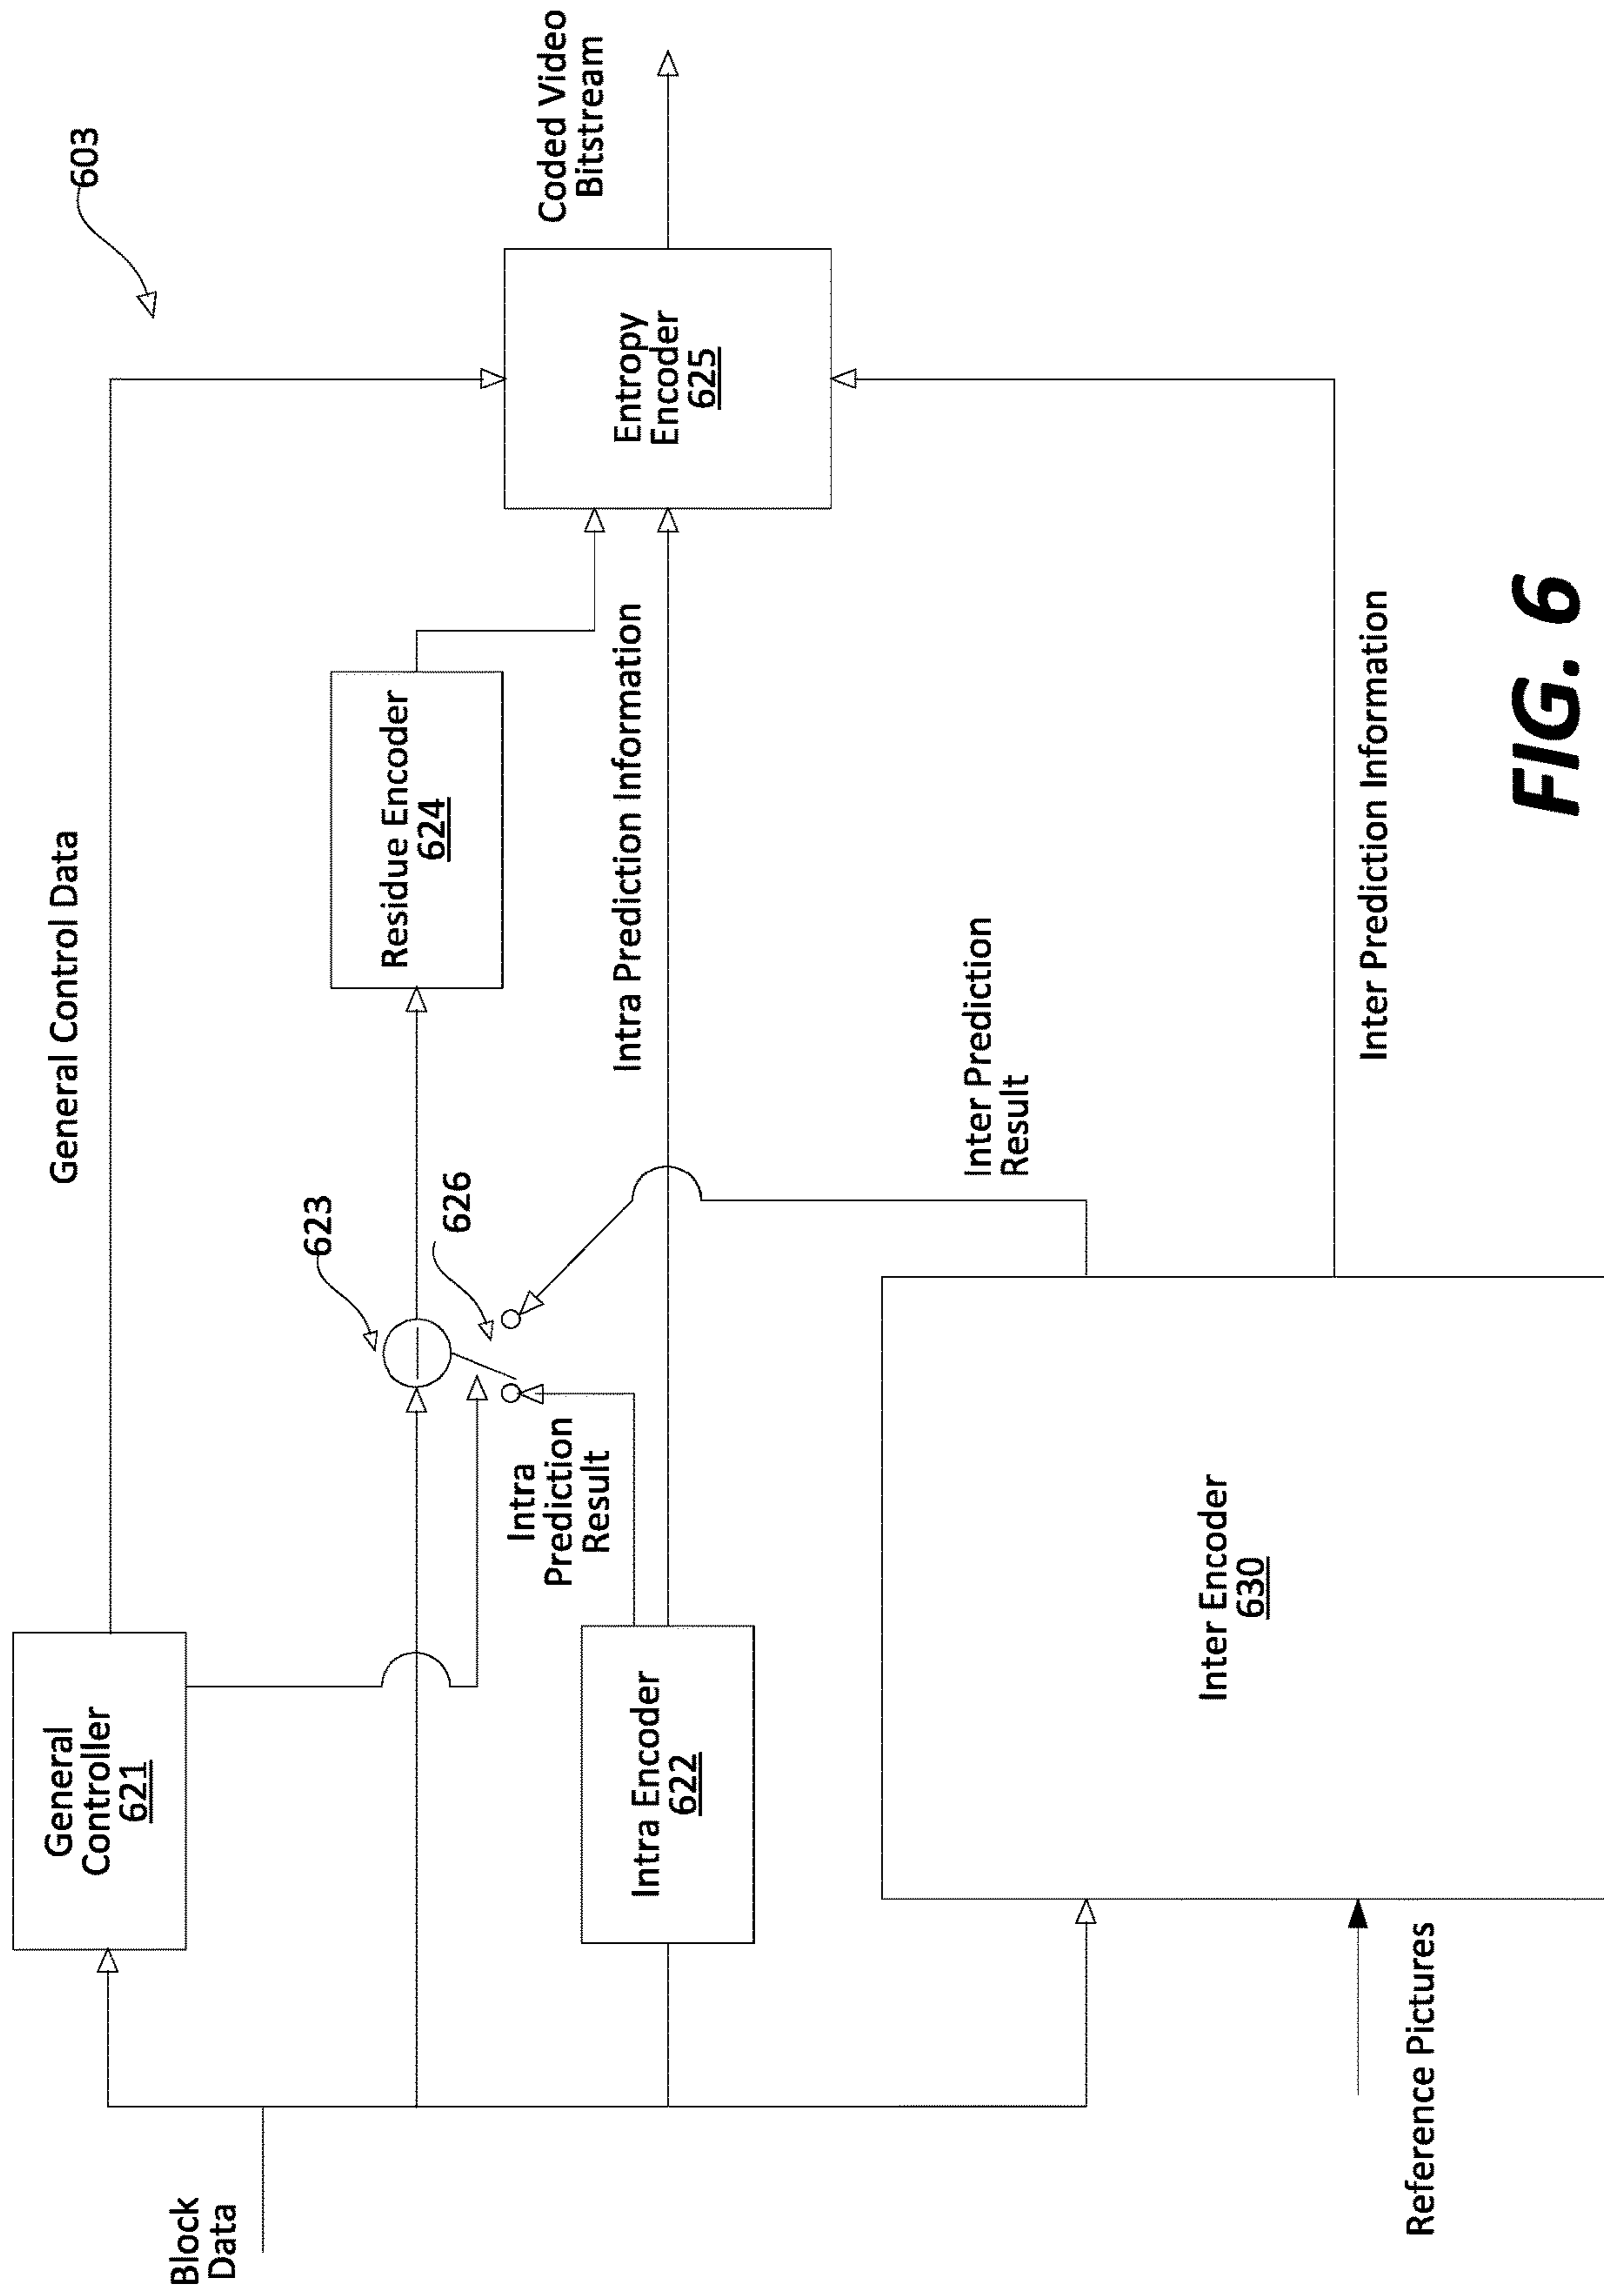 603
General Control Data
General
Controller
621
Block
Data
623
626
Residue Encoder
624
Coded Video
Bitstream
Entropy
Encoder
625
Intra
Prediction
Result
Intra Prediction Information
Intra Encoder
622
Inter Prediction
Result
Inter Encoder
630
Reference Pictures
Inter Prediction Information
FIG. 6